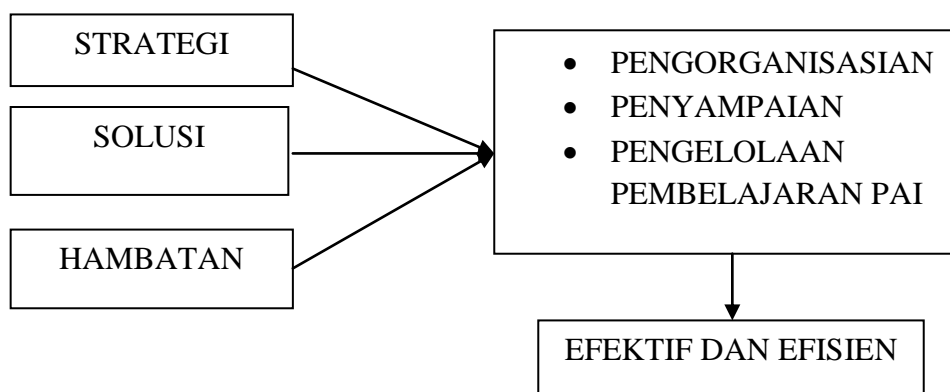 STRATEGI
SOLUSI
HAMBATAN
• PENGORGANISASIAN
• PENYAMPAIAN
• PENGELOLAAN
PEMBELAJARAN PAI
EFEKTIF DAN EFISIEN